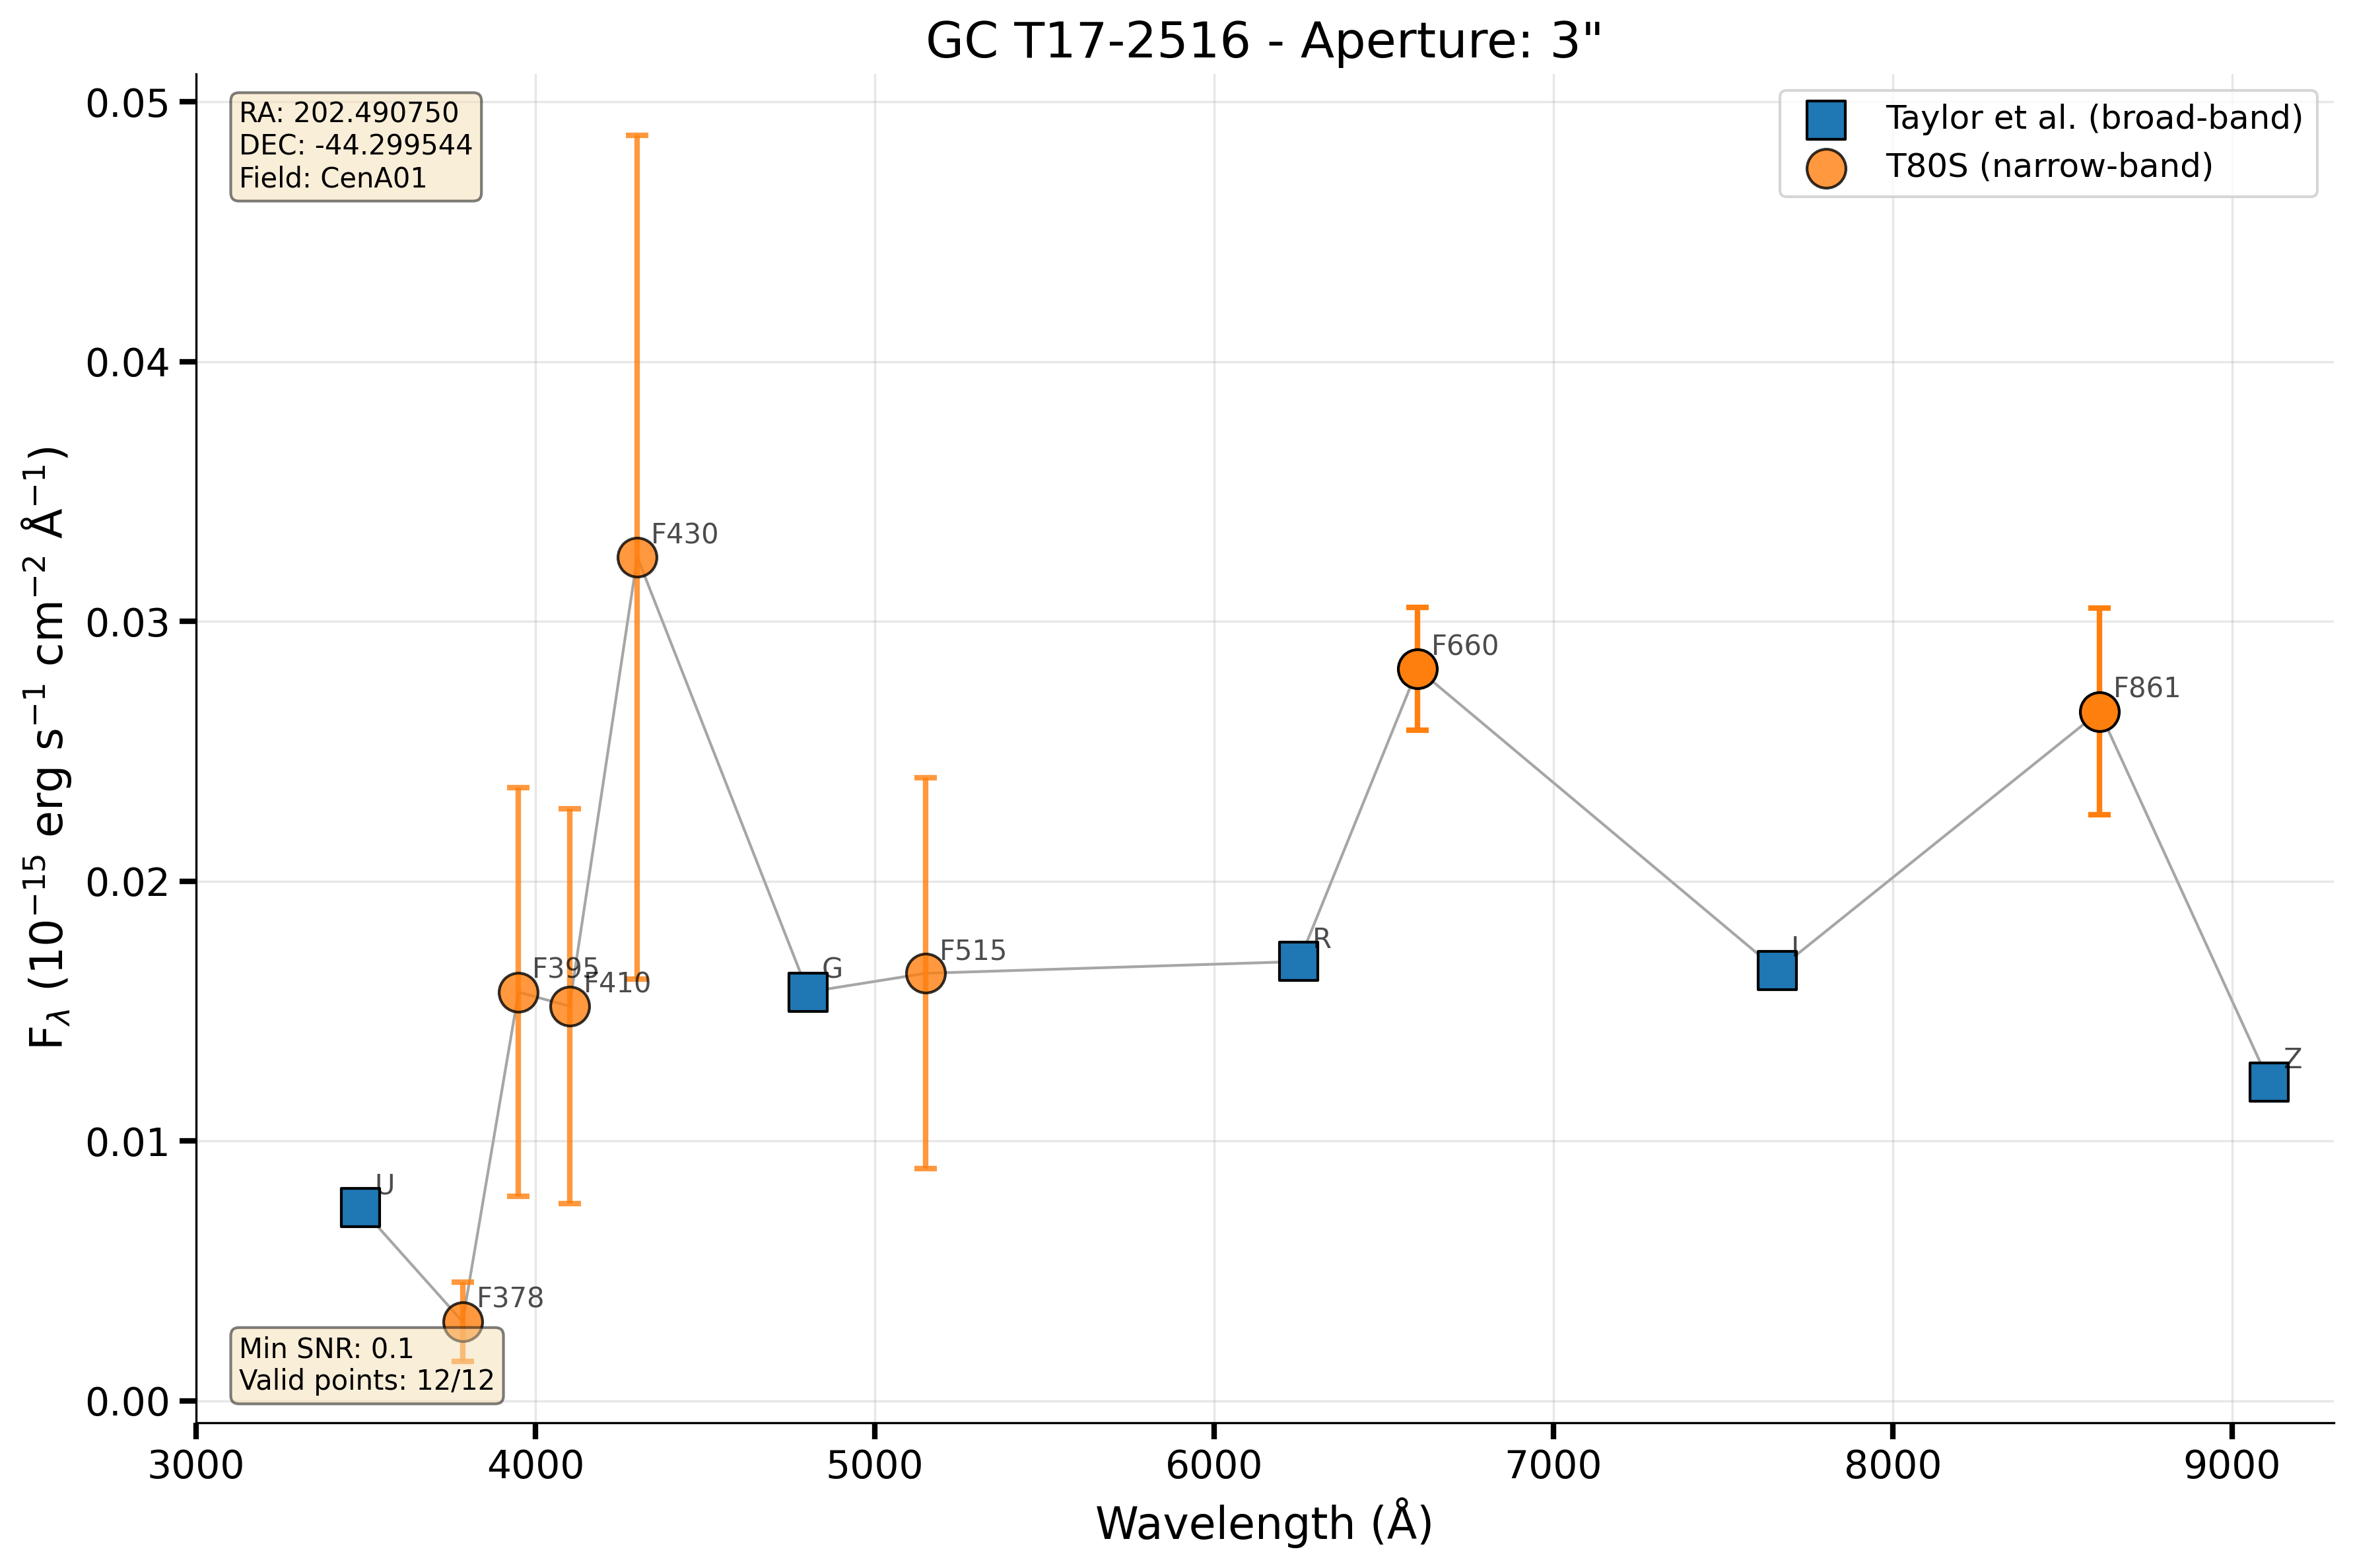 GC T17-2516 - Aperture: 3"
RA: 202.490750
DEC: -44.299544
Field: CenA01
Taylor et al. (broad-band)
T80S (narrow-band)
0.05
0.04
0.03
0.02
0.01
0.00
F_λ (10⁻¹⁵ erg s⁻¹ cm⁻² Å⁻¹)
F430
F660
F861
F395
F410
G
F515
R
I
Z
U
F378
Min SNR: 0.1
Valid points: 12/12
3000
4000
5000
6000
7000
8000
9000
Wavelength (Å)